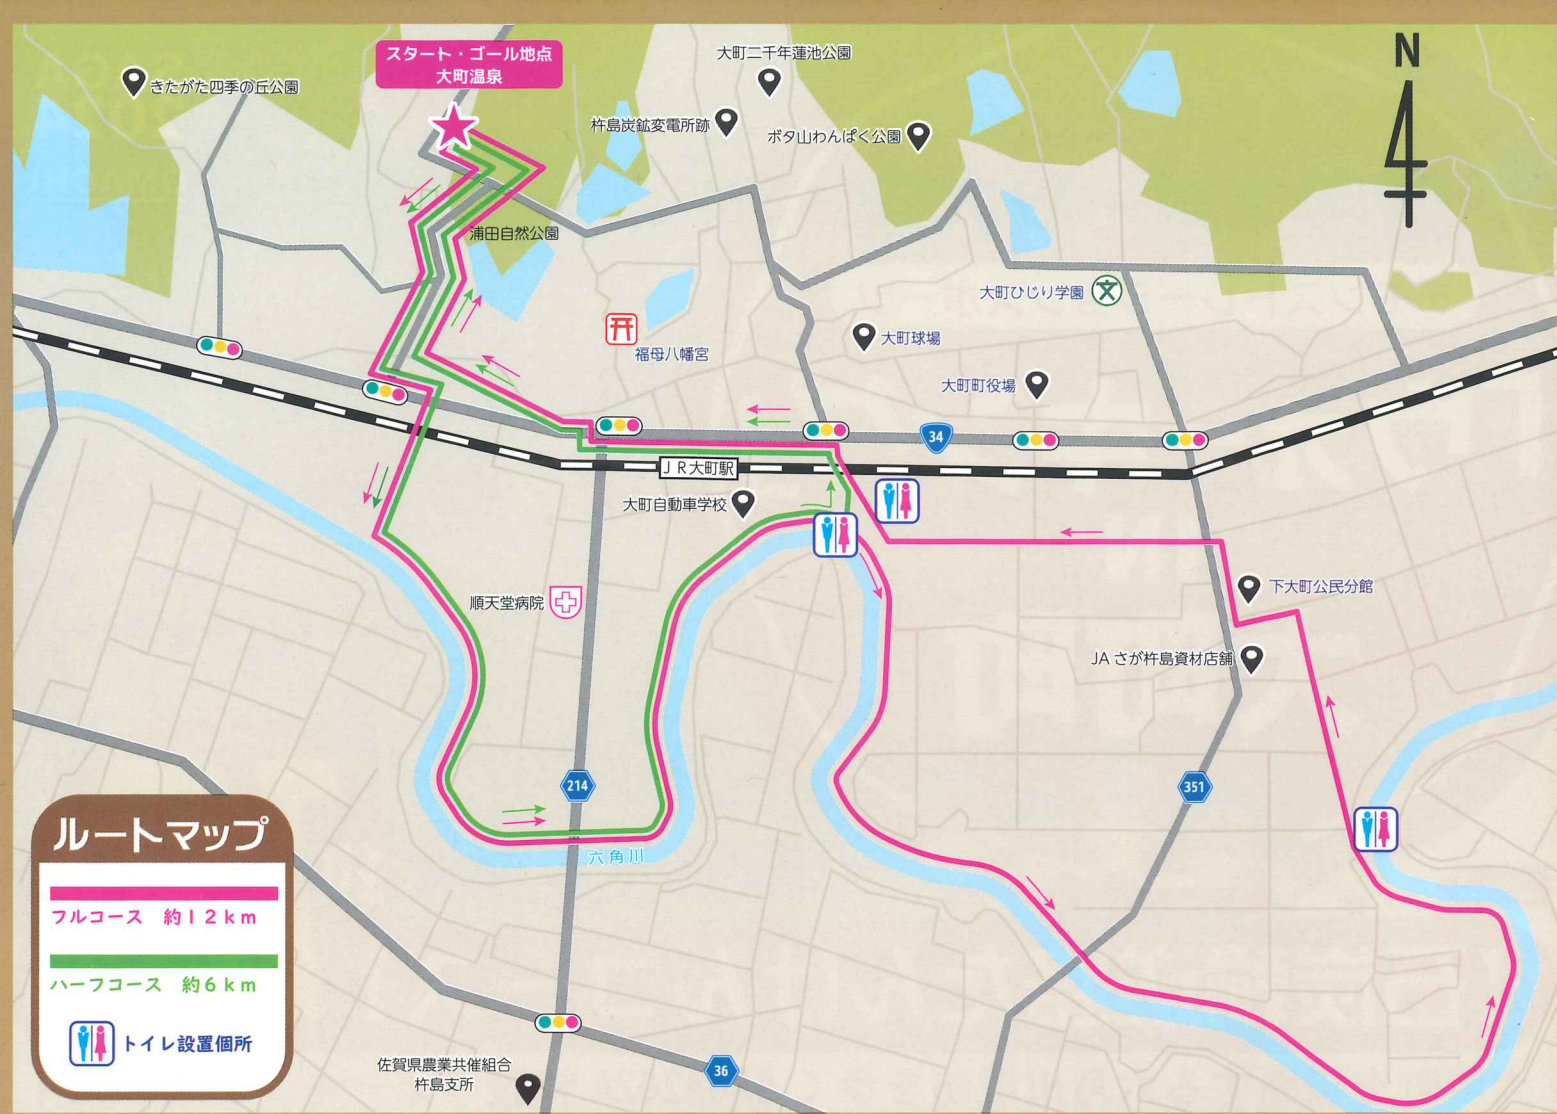 スタート・ゴール地点
大町温泉
N
大町二千年蓮池公園
きたがた四季の丘公園
杵島炭鉱変電所跡
ボタ山わんぱく公園
浦田自然公園
大町ひじり学園
福母八幡宮
大町球場
大町町役場
34
JR大町駅
大町自動車学校
下大町公民分館
順天堂病院
JAさが杵島資材店舗
214
351
六角川
ルートマップ
フルコース 約12km
ハーフコース 約6km
トイレ設置個所
佐賀県農業共催組合
杵島支所
36